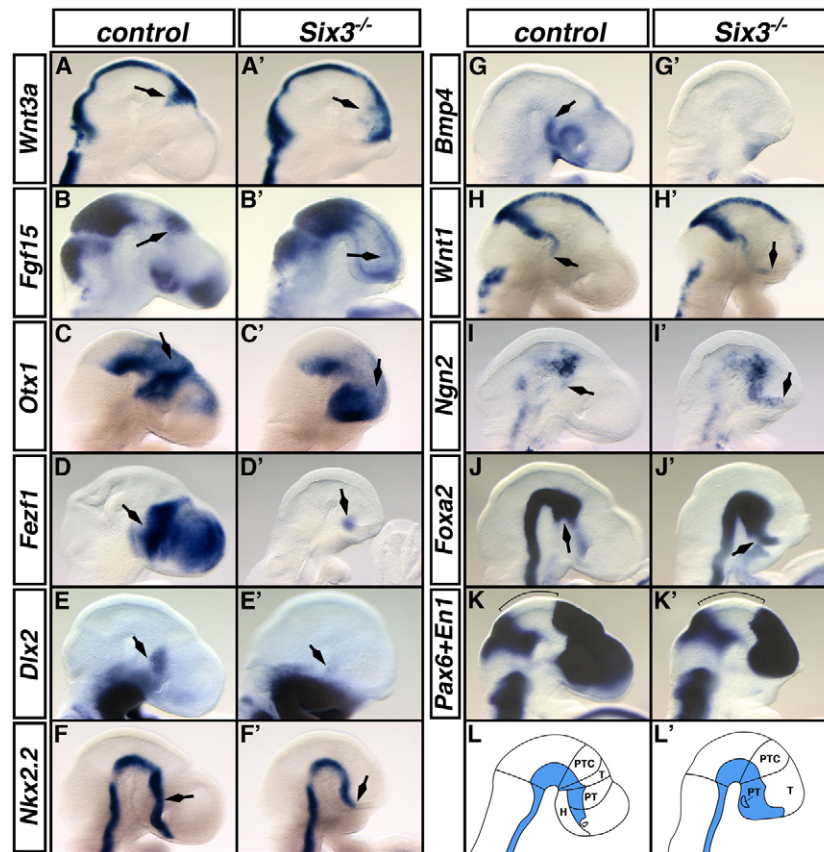 control Six3-/- control Six3-/-
Wnt3a A A' Bmp4 G G'
Fgf15 B B' Wnt1 H H'
Otx1 C C' Ngn2 I I'
Fezf1 D D' Foxa2 J J'
Dlx2 E E' Pax6+En1 K K'
Nkx2.2 F F' L PTC T PT H L' PTC PT T